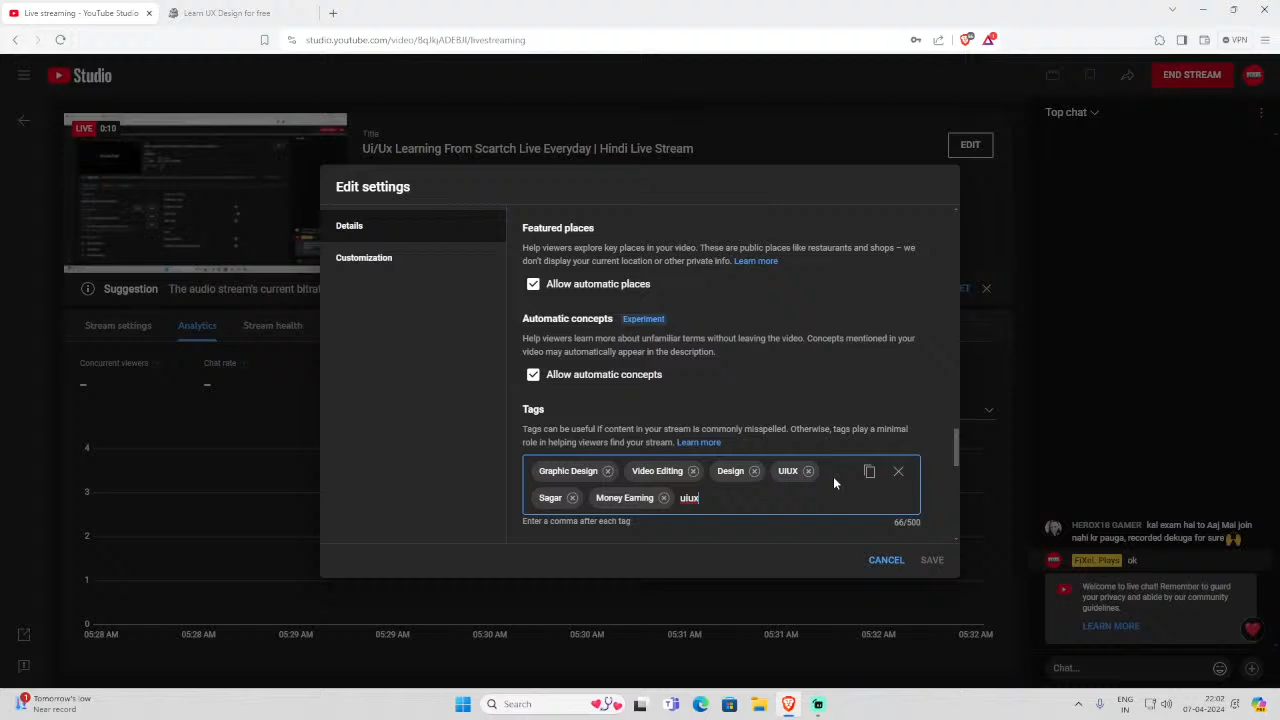 Live streaming - YouTube Studio
Learn UX Design for free
studio.youtube.com/video/BqJkjADEBJI/livestreaming
VPN
Studio
END STREAM
LIVE 0:10
Title
Ui/Ux Learning From Scartch Live Everyday | Hindi Live Stream
EDIT
Top chat
Edit settings
Details
Customization
Featured places
Help viewers explore key places in your video. These are public places like restaurants and shops – we
don't display your current location or other private info. Learn more
Allow automatic places
Automatic concepts Experiment
Help viewers learn more about unfamiliar terms without leaving the video. Concepts mentioned in your
video may automatically appear in the description.
Allow automatic concepts
Tags
Tags can be useful if content in your stream is commonly misspelled. Otherwise, tags play a minimal
role in helping viewers find your stream. Learn more
Graphic Design Video Editing Design UIUX
Sagar Money Earning uiux
Enter a comma after each tag
66/500
CANCEL SAVE
Suggestion The audio stream's current bitrat
Stream settings Analytics Stream health
Concurrent viewers Chat rate
– –
4
3
2
1
0
05:28 AM 05:28 AM 05:29 AM 05:29 AM 05:30 AM 05:30 AM 05:31 AM 05:31 AM 05:32 AM 05:32 AM
HEROX18 GAMER kal exam hai to Aaj Mai join
nahi kr pauga, recorded dekuga for sure
ok
Welcome to live chat! Remember to guard
your privacy and abide by our community
guidelines.
LEARN MORE
Chat...
1
Tomorrow's low
Near record
Search
ENG
IN
22:02
07-04-2024